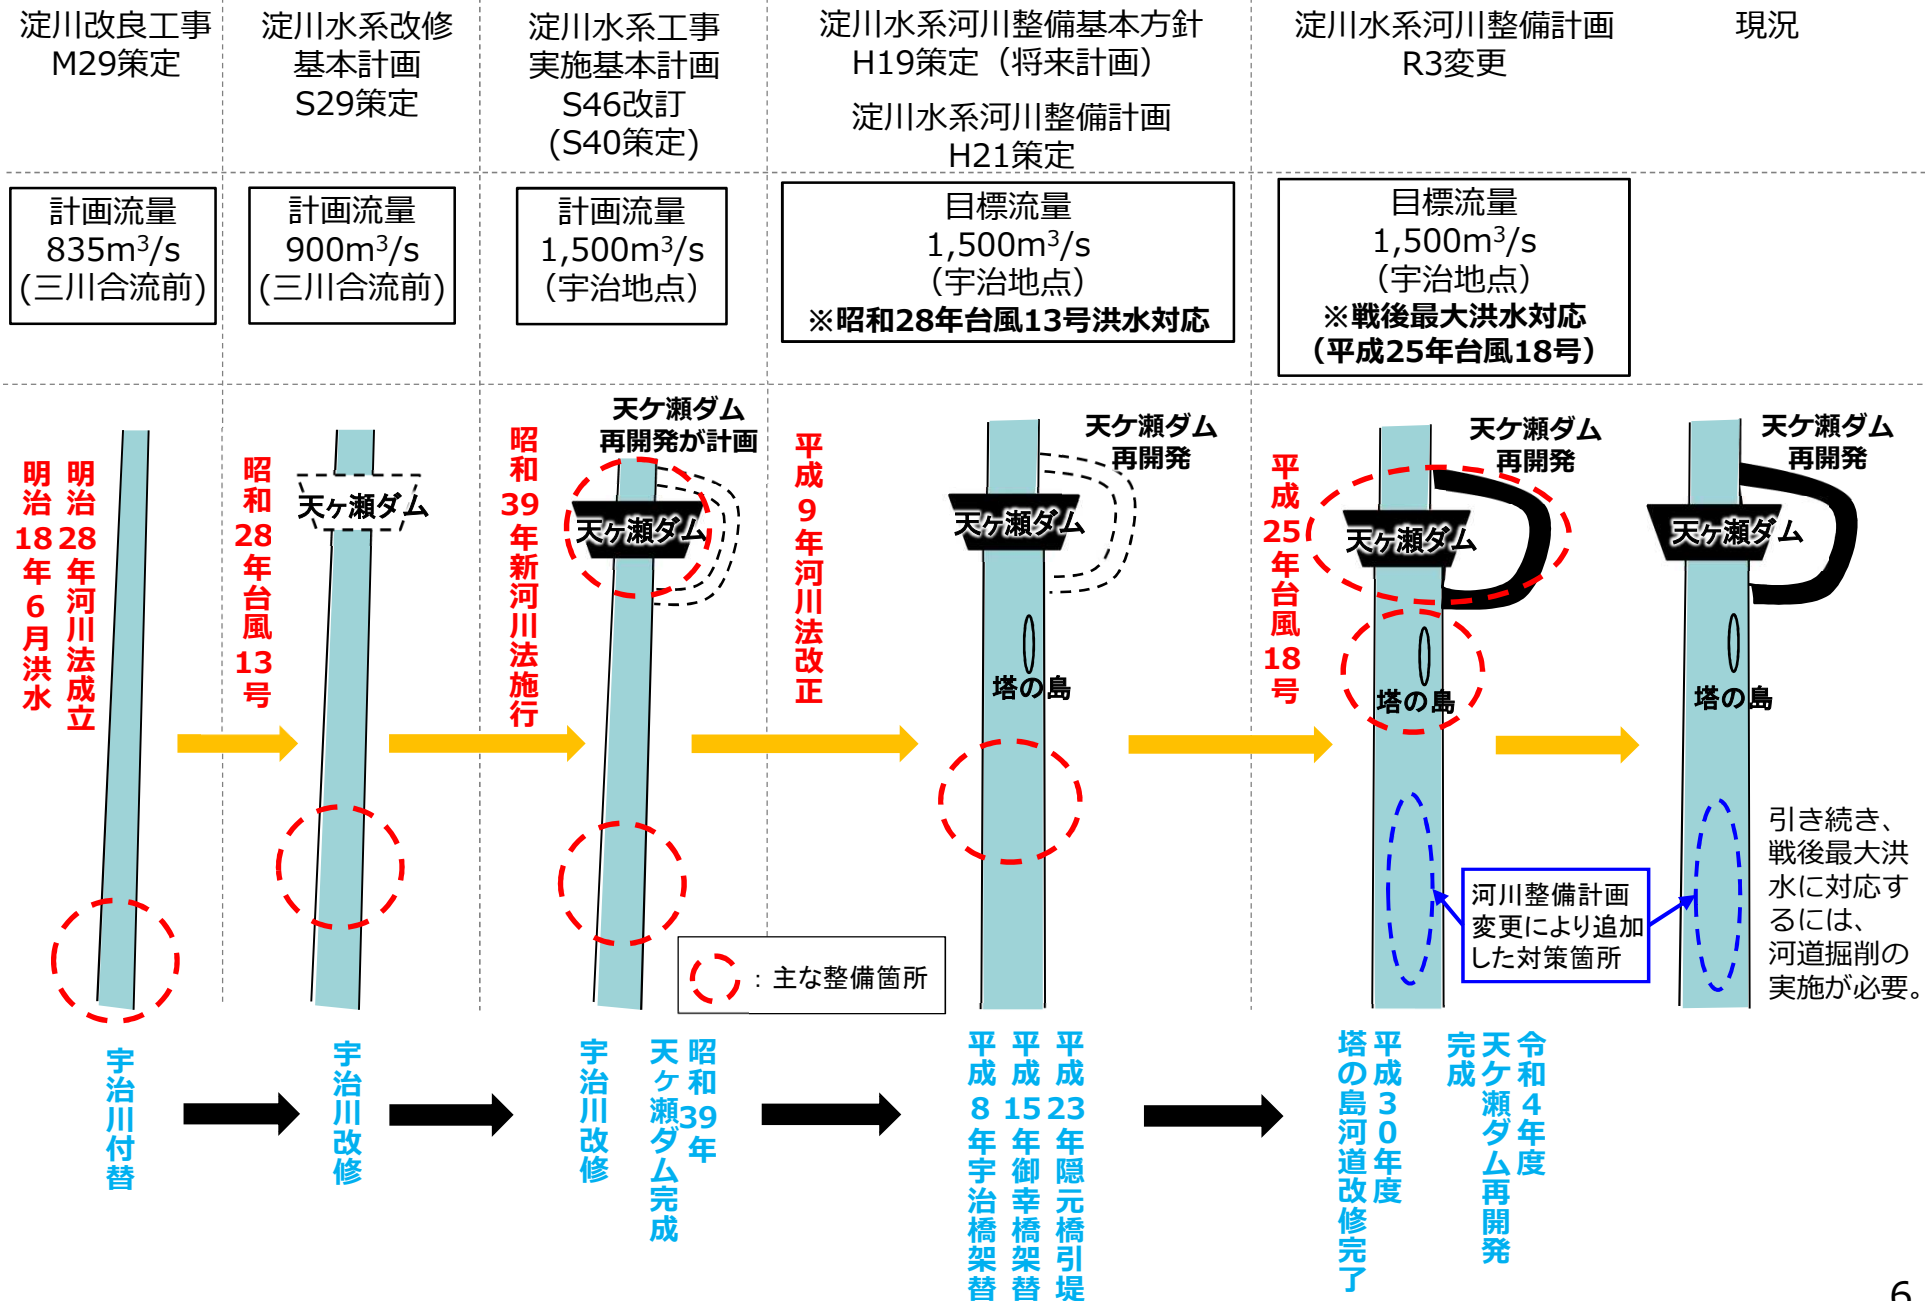 淀川改良工事
M29策定
淀川水系改修
基本計画
S29策定
淀川水系工事
実施基本計画
S46改訂
(S40策定)
淀川水系河川整備基本方針
H19策定（将来計画）
淀川水系河川整備計画
H21策定
淀川水系河川整備計画
R3変更
現況
計画流量
835m³/s
(三川合流前)
計画流量
900m³/s
(三川合流前)
計画流量
1,500m³/s
（宇治地点）
目標流量
1,500m³/s
（宇治地点）
※昭和28年台風13号洪水対応
目標流量
1,500m³/s
（宇治地点）
※戦後最大洪水対応
（平成25年台風18号）
明治28年河川法成立
明治18年6月洪水
昭和28年台風13号
天ヶ瀬ダム
昭和39年新河川法施行
天ケ瀬ダム
再開発が計画
天ヶ瀬ダム
平成9年河川法改正
天ケ瀬ダム
再開発
天ヶ瀬ダム
塔の島
平成25年台風18号
天ケ瀬ダム
再開発
天ヶ瀬ダム
塔の島
天ケ瀬ダム
再開発
天ヶ瀬ダム
塔の島
引き続き、
戦後最大洪
水に対応す
るには、
河道掘削の
実施が必要。
河川整備計画
変更により追加
した対策箇所
：主な整備箇所
宇治川付替
宇治川改修
宇治川改修
昭和39年
天ケ瀬ダム完成
平成8年宇治橋架替
平成15年御幸橋架替
平成23年隠元橋引堤
平成30年度
塔の島河道改修完了
令和4年度
天ケ瀬ダム再開発
完成
6